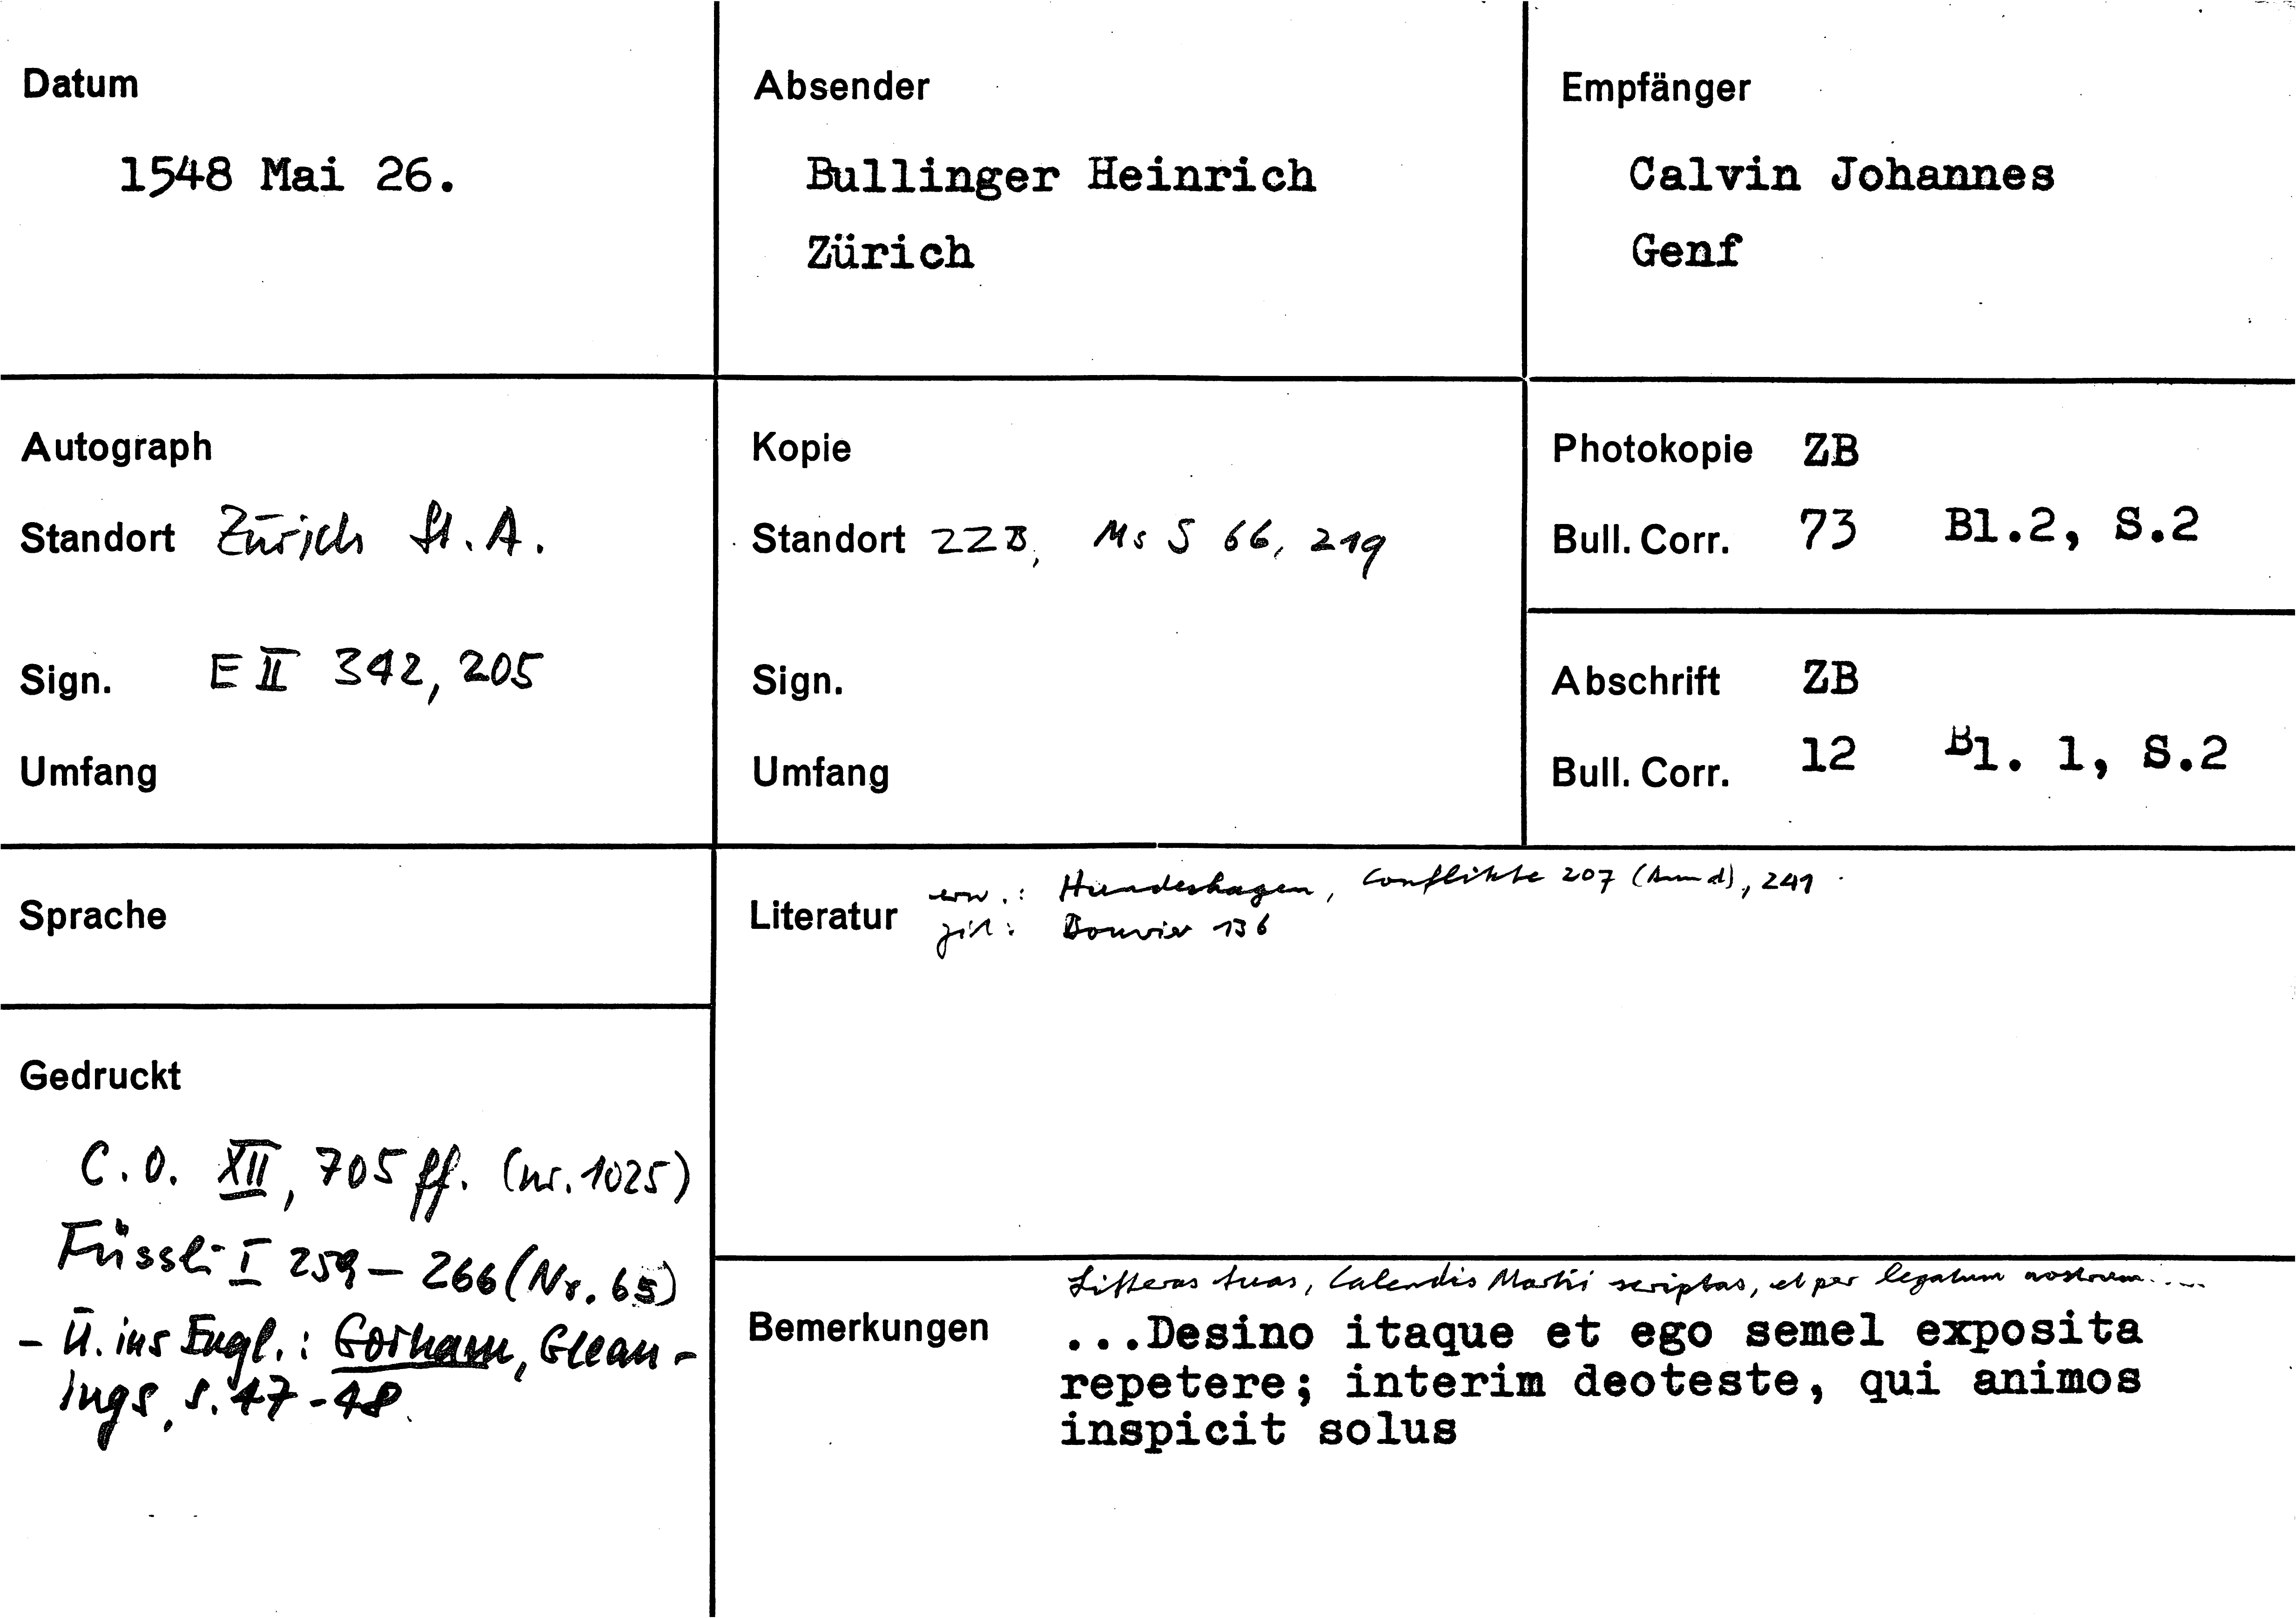 Datum
1548 Mai 26.
Absender
Bullinger Heinrich
Zürich
Empfänger
Calvin Johannes
Genf
Autograph
Standort Zürich St. A.
Sign. E II 342, 205
Umfang
Kopie
Standort ZZB, Ms S 66, 219
Sign.
Umfang
Photokopie ZB
Bull. Corr. 73 Bl.2, S.2
Abschrift ZB
Bull. Corr. 12 Bl. 1, S.2
Sprache
Literatur
erw.: Hundeshagen, Conflikte 207 (Anm d), 241
zit: Bouvier 136
Gedruckt
C.O. XII, 705 ff. (nr. 1025)
Füssli I 259-266 (Nr. 65)
- Ü. ins Engl.: Gorham, Glean-
ings, S. 47-48
Bemerkungen
Litteras tuas, Calendis Martii scriptas, et per legatum nostrum.....
...Desino itaque et ego semel exposita
repetere; interim deoteste, qui animos
inspicit solus